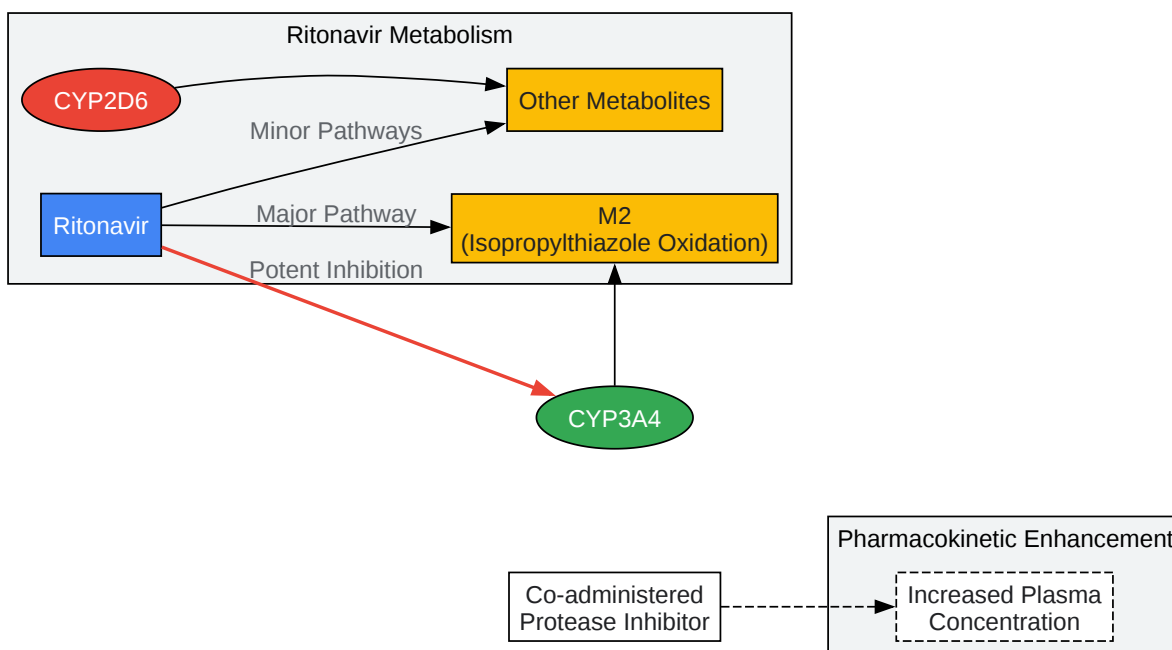 Ritonavir Metabolism
CYP2D6
Other Metabolites
Minor Pathways
Ritonavir
Major Pathway
M2
(Isopropylthiazole Oxidation)
Potent Inhibition
CYP3A4
Pharmacokinetic Enhancement
Co-administered
Protease Inhibitor
Increased Plasma
Concentration